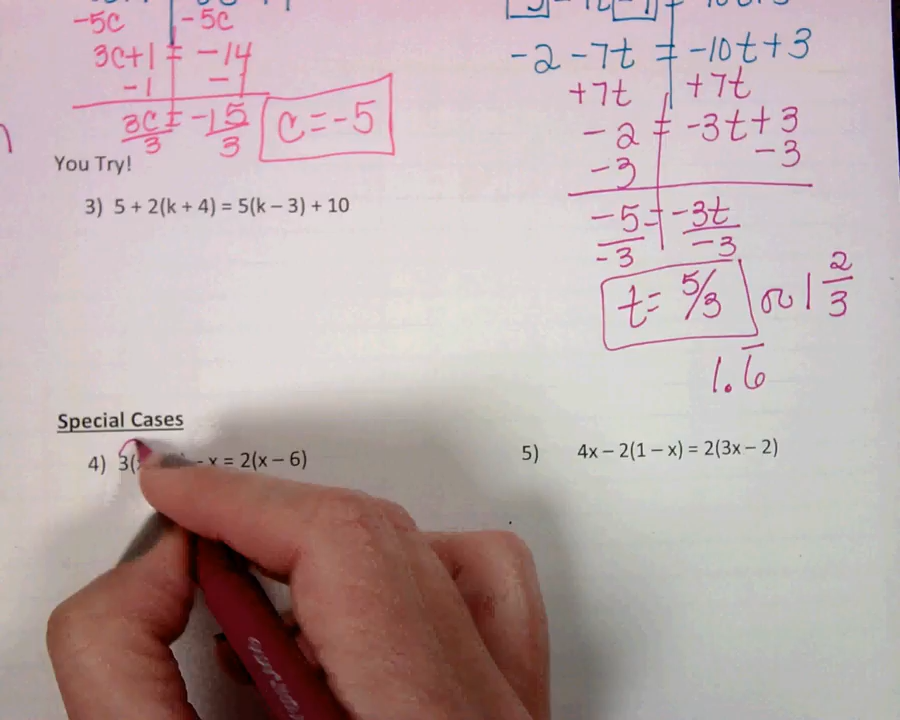 -5c -5c
3c+1 = -14
-1 -1
3c = -15
3 3
c = -5
-2 -7t = -10t+3
+7t +7t
-2 = -3t+3
-3 -3
-5 = -3t
-3 -3
t = 5/3 or 1 2/3
1.6̅
You Try!
3) 5 + 2(k + 4) = 5(k – 3) + 10
Special Cases
4) 3( – x = 2(x – 6)
5) 4x – 2(1 – x) = 2(3x – 2)